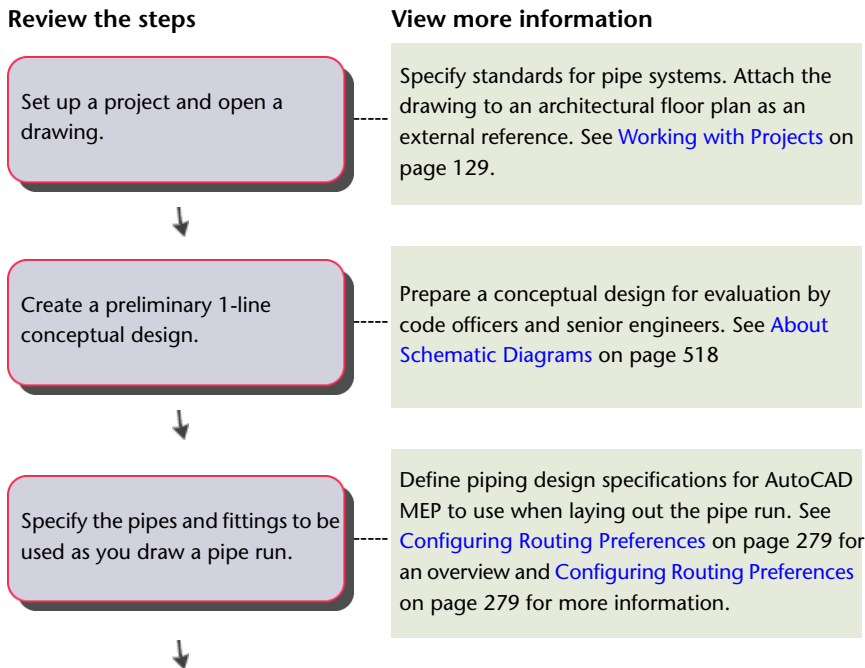 Review the steps
View more information
Set up a project and open a
drawing.
Specify standards for pipe systems. Attach the
drawing to an architectural floor plan as an
external reference. See Working with Projects on
page 129.
Create a preliminary 1-line
conceptual design.
Prepare a conceptual design for evaluation by
code officers and senior engineers. See About
Schematic Diagrams on page 518
Specify the pipes and fittings to be
used as you draw a pipe run.
Define piping design specifications for AutoCAD
MEP to use when laying out the pipe run. See
Configuring Routing Preferences on page 279 for
an overview and Configuring Routing Preferences
on page 279 for more information.